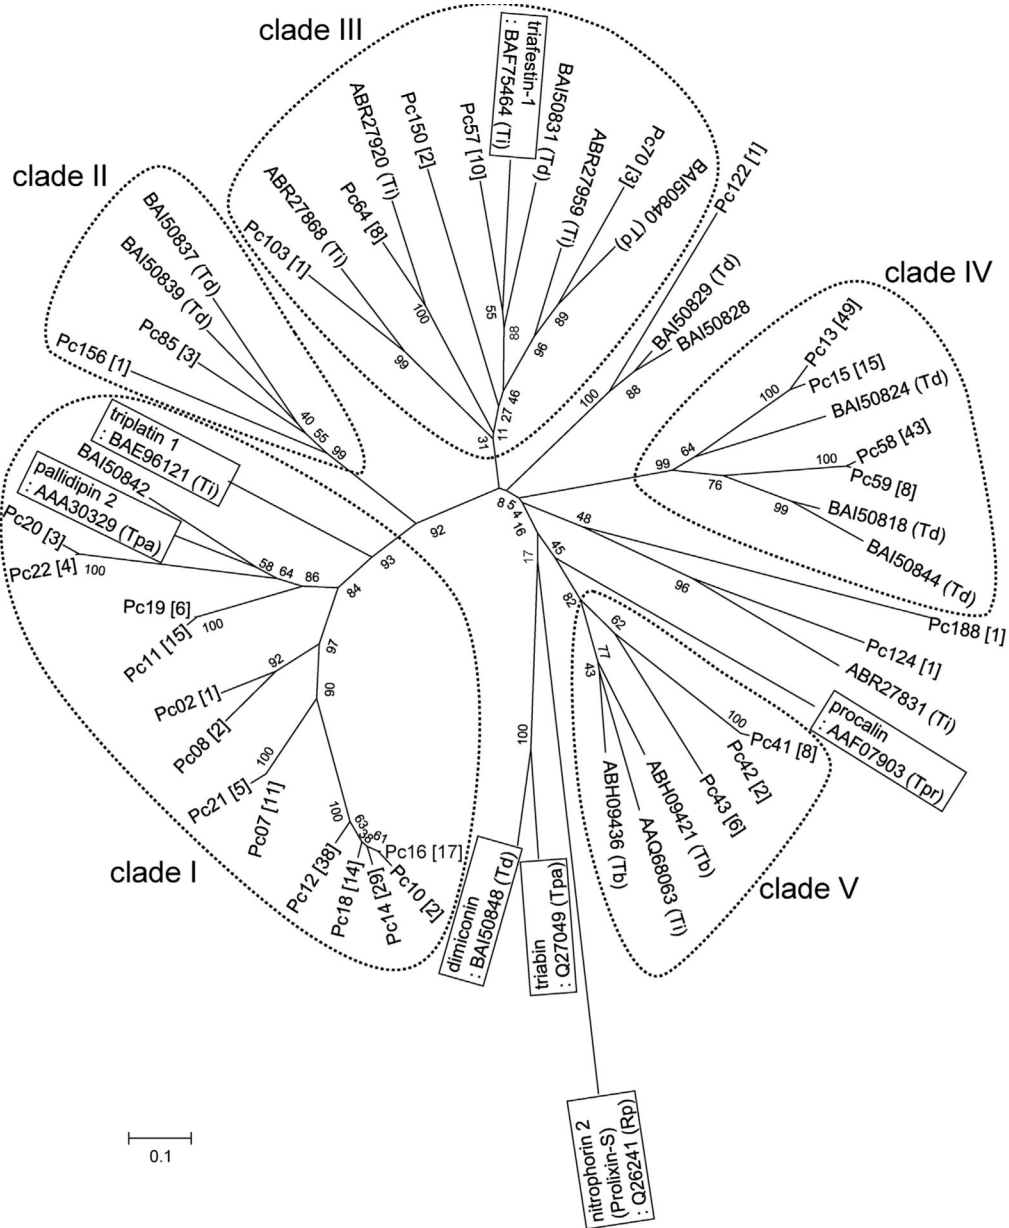 clade III
triafestin-1
: BAF75464 (Ti)
BAI50831 (Td)
Pc57 [10]
Pc150 [2]
ABR27920 (Ti)
Pc64 [8]
ABR27868 (Ti)
Pc103 [1]
ABR27959 (Ti)
Pc70 [3]
BAI50840 (Td)
Pc122 [1]
100
99
55
88
96
89
46
27
11
31
clade II
BAI50837 (Td)
BAI50839 (Td)
Pc85 [3]
Pc156 [1]
40
55
99
BAI50829 (Td)
BAI50828
100
88
clade IV
Pc13 [49]
Pc15 [15]
BAI50824 (Td)
Pc58 [43]
Pc59 [8]
BAI50818 (Td)
BAI50844 (Td)
100
64
99
100
76
99
triplatin 1
: BAE96121 (Ti)
BAI50842
pallidipin 2
: AAA30329 (Tpa)
Pc20 [3]
Pc22 [4]
100
58
64
86
92
93
84
8
5
4
16
17
48
45
96
Pc188 [1]
Pc124 [1]
ABR27831 (Ti)
procalin
: AAF07903 (Tpr)
Pc19 [6]
Pc11 [15]
100
Pc02 [1]
92
97
90
Pc08 [2]
Pc21 [5]
100
Pc07 [11]
Pc12 [38]
100
63
38
61
Pc16 [17]
Pc10 [2]
Pc14 [29]
Pc18 [14]
clade I
82
62
77
43
100
Pc41 [8]
Pc42 [2]
Pc43 [6]
ABH09421 (Tb)
AAQ68063 (Ti)
ABH09436 (Tb)
clade V
100
dimiconin
: BAI50848 (Td)
triabin
: Q27049 (Tpa)
nitrophorin 2
(Prolixin-S)
: Q26241 (Rp)
0.1